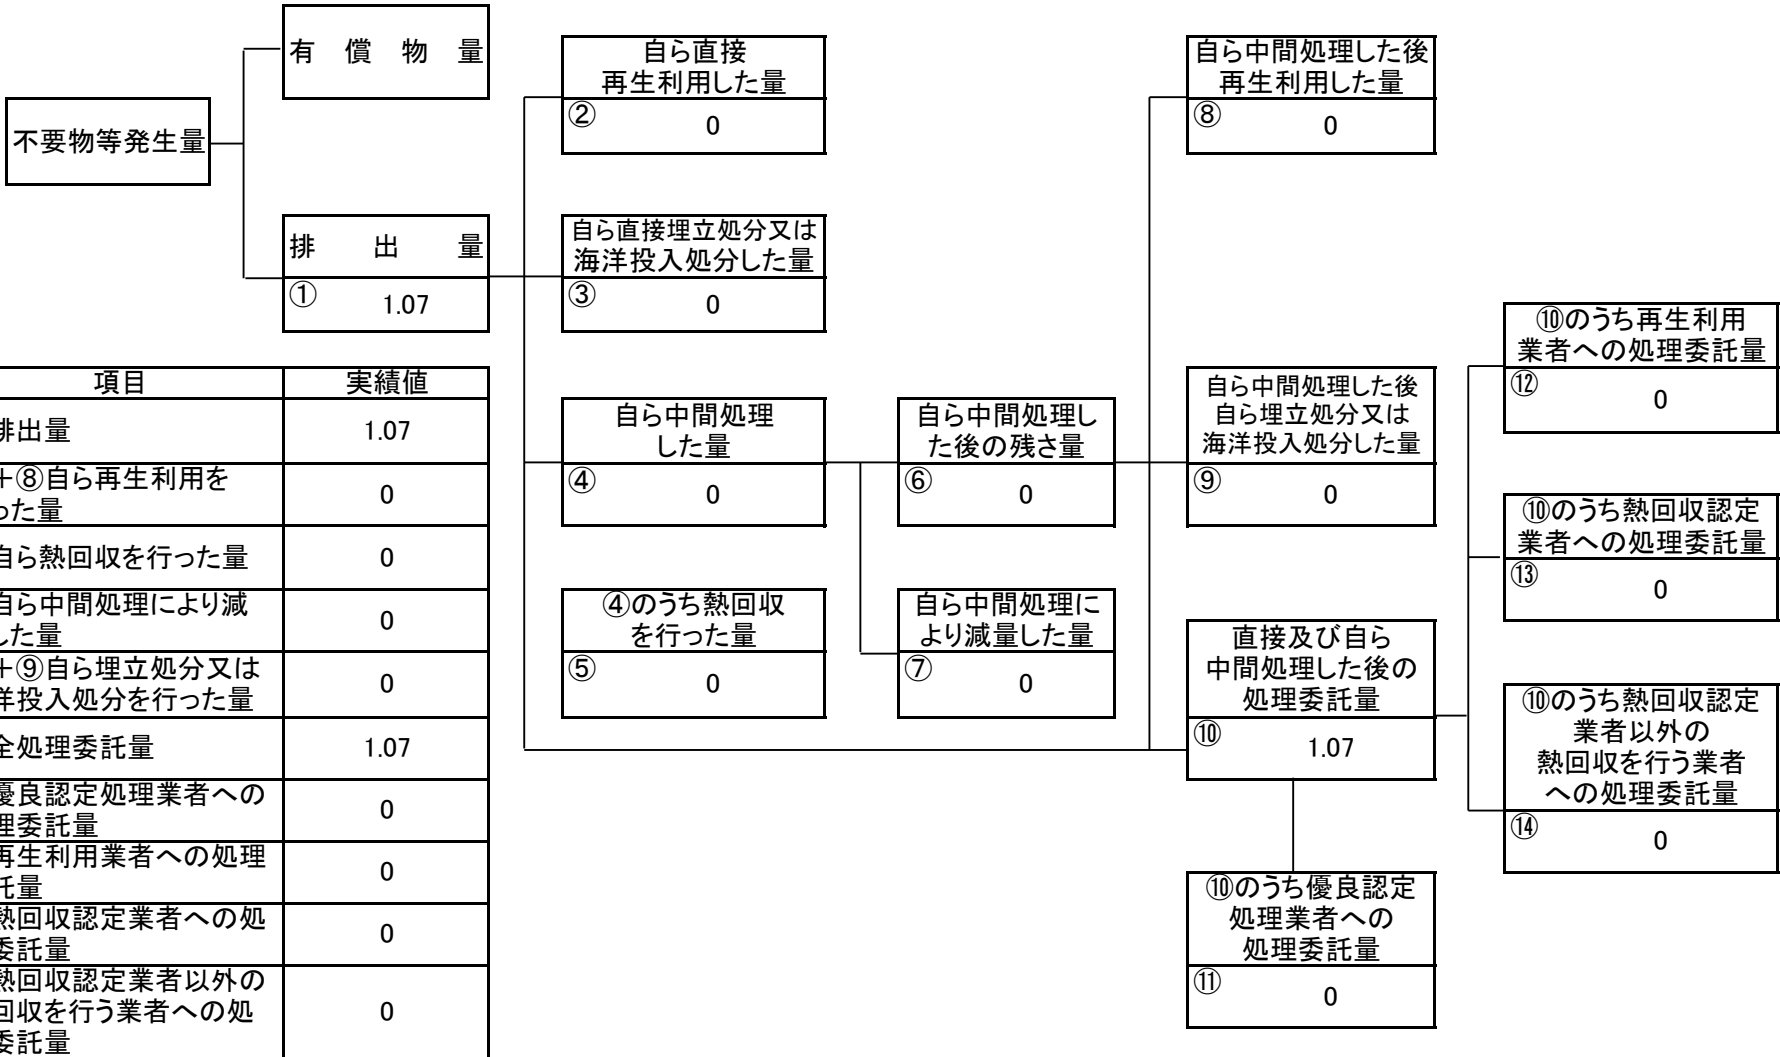 有償物量
不要物等発生量
排出量
① 1.07
自ら直接
再生利用した量
② 0
自ら直接埋立処分又は
海洋投入処分した量
③ 0
自ら中間処理
した量
④ 0
④のうち熱回収
を行った量
⑤ 0
自ら中間処理し
た後の残さ量
⑥ 0
自ら中間処理に
より減量した量
⑦ 0
自ら中間処理した後
再生利用した量
⑧ 0
自ら中間処理した後
自ら埋立処分又は
海洋投入処分した量
⑨ 0
直接及び自ら
中間処理した後の
処理委託量
⑩ 1.07
⑩のうち優良認定
処理業者への
処理委託量
⑪ 0
⑩のうち再生利用
業者への処理委託量
⑫ 0
⑩のうち熱回収認定
業者への処理委託量
⑬ 0
⑩のうち熱回収認定
業者以外の
熱回収を行う業者
への処理委託量
⑭ 0
項目 実績値
排出量 1.07
+⑧自ら再生利用を
った量 0
自ら熱回収を行った量 0
自ら中間処理により減
した量 0
+⑨自ら埋立処分又は
洋投入処分を行った量 0
全処理委託量 1.07
優良認定処理業者への
理委託量 0
再生利用業者への処理
託量 0
熱回収認定業者への処
委託量 0
熱回収認定業者以外の
回収を行う業者への処
委託量 0